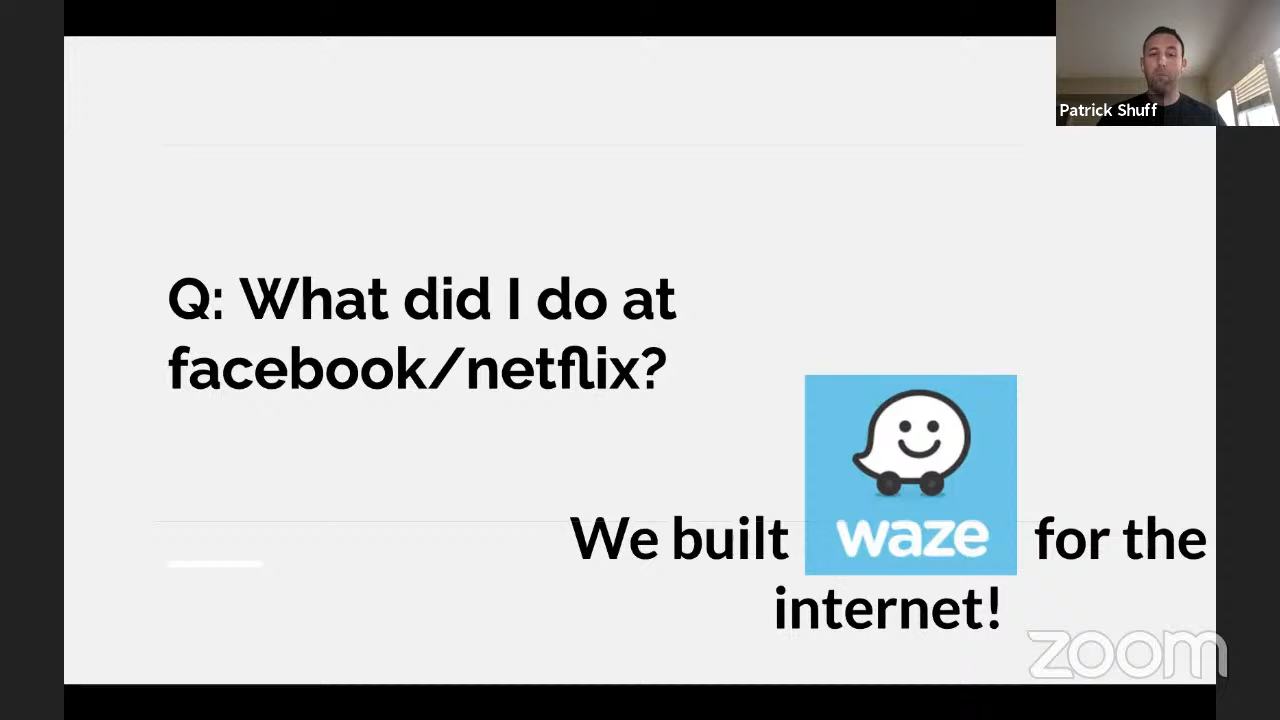 Patrick Shuff
Q: What did I do at
facebook/netflix?
We built waze for the
internet!
zoom